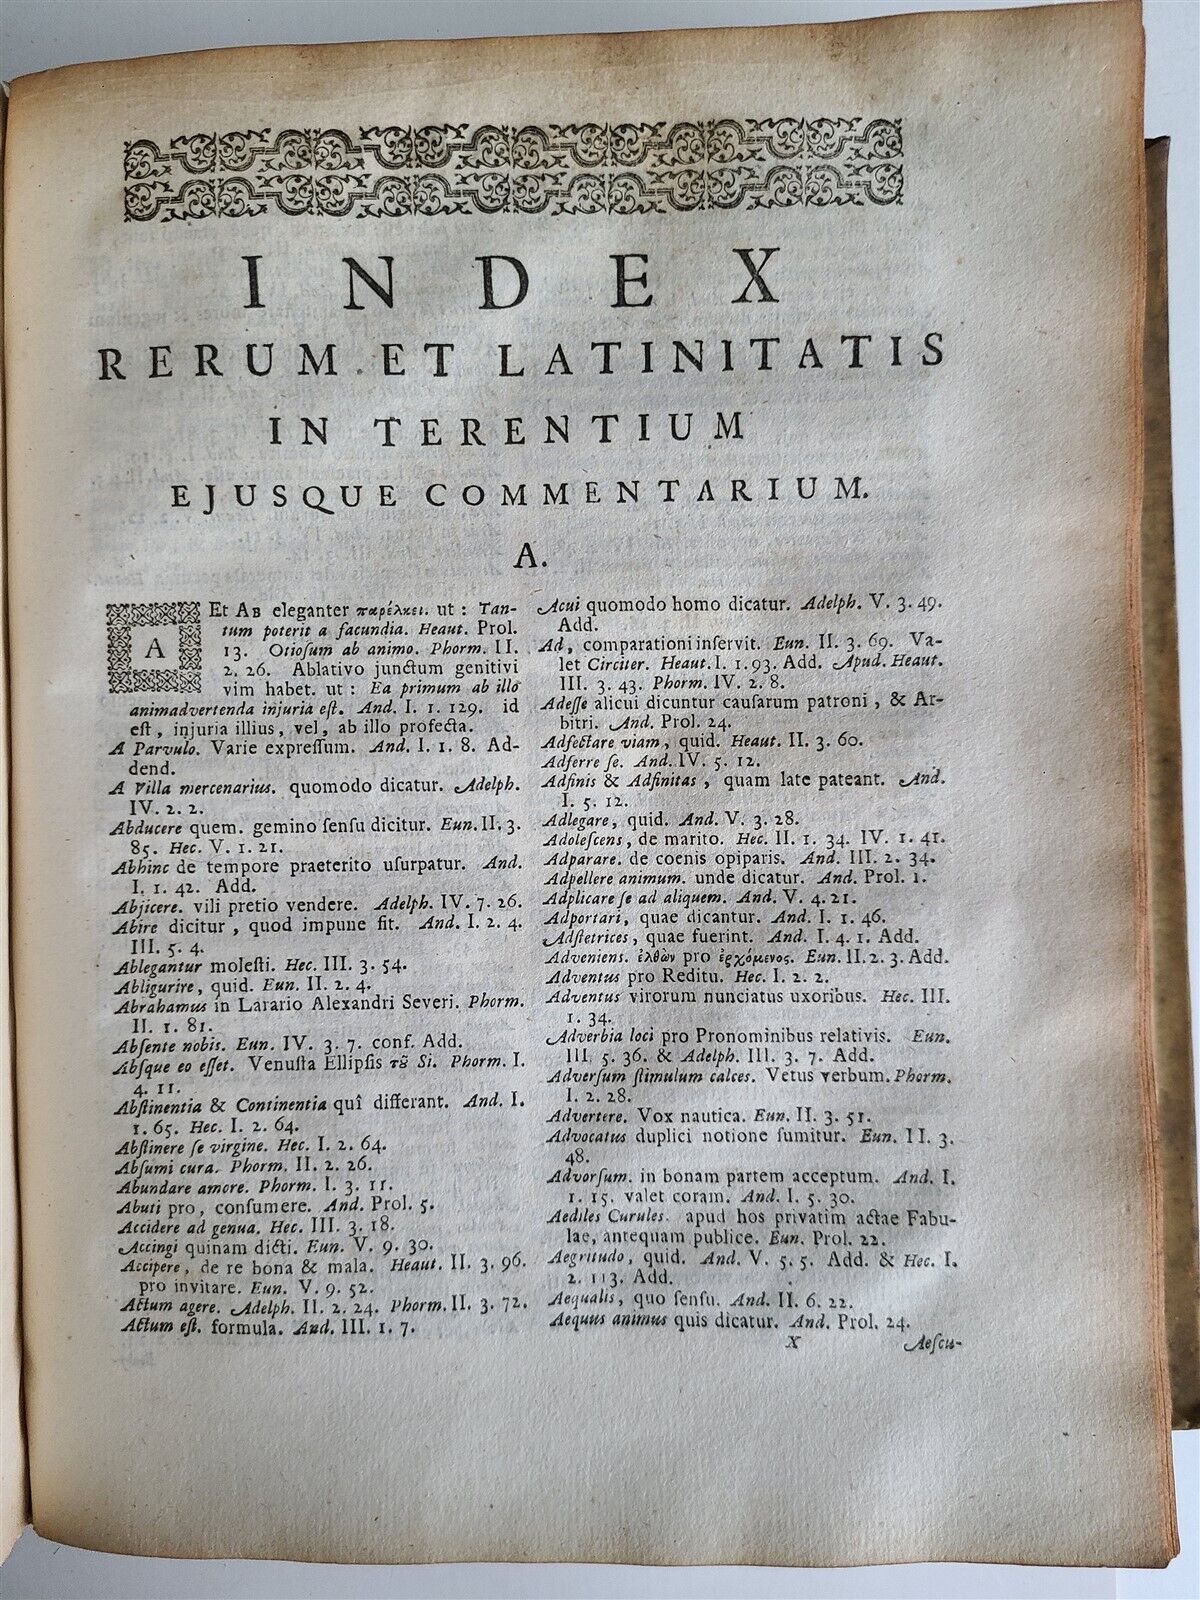 INDEX
RERUM ET LATINITATIS
IN TERENTIUM
EJUSQUE COMMENTARIUM.
A.
A Et AB eleganter παρέλκει. ut: Tan-
tum poterit a facundia. Heaut. Prol.
13. Otiosum ab animo. Phorm. II.
2. 26. Ablativo junctum genitivi
vim habet. ut: Ea primum ab illo
animadvertenda injuria est. And. I. 1. 129. id
est, injuria illius, vel, ab illo profecta.
A Parvulo. Varie expressum. And. I. 1. 8. Ad-
dend.
A Villa mercenarius. quomodo dicatur. Adelph.
IV. 2. 2.
Abducere quem. gemino sensu dicitur. Eun. II. 3.
85. Hec. V. 1. 21.
Abhinc de tempore praeterito usurpatur. And.
I. 1. 42. Add.
Abjicere. vili pretio vendere. Adelph. IV. 7. 26.
Abire dicitur, quod impune fit. And. I. 2. 4.
III. 5. 4.
Ablegantur molesti. Hec. III. 3. 54.
Abligurire, quid. Eun. II. 2. 4.
Abrahamus in Larario Alexandri Severi. Phorm.
II. 1. 81.
Absente nobis. Eun. IV. 3. 7. conf. Add.
Absque eo esset. Venusta Ellipsis τȣ͂ Si. Phorm. I.
4. 11.
Abstinentia & Continentia quî differant. And. I.
1. 65. Hec. I. 2. 64.
Abstinere se virgine. Hec. I. 2. 64.
Absumi cura. Phorm. II. 2. 26.
Abundare amore. Phorm. I. 3. 11.
Abuti pro, consumere. And. Prol. 5.
Accidere ad genua. Hec. III. 3. 18.
Accingi quinam dicti. Eun. V. 9. 30.
Accipere, de re bona & mala. Heaut. II. 3. 96.
pro invitare. Eun. V. 9. 52.
Actum agere. Adelph. II. 2. 24. Phorm. II. 3. 72.
Actum est. formula. And. III. 1. 7.
Acui quomodo homo dicatur. Adelph. V. 3. 49.
Add.
Ad, comparationi inservit. Eun. II. 3. 69. Va-
let Circiter. Heaut. I. 1. 93. Add. Apud. Heaut.
III. 3. 43. Phorm. IV. 2. 8.
Adesse alicui dicuntur causarum patroni, & Ar-
bitri. And. Prol. 24.
Adfectare viam, quid. Heaut. II. 3. 60.
Adferre se. And. IV. 5. 12.
Adfinis & Adfinitas, quam late pateant. And.
I. 5. 12.
Adlegare, quid. And. V. 3. 28.
Adolescens, de marito. Hec. II. 1. 34. IV. 1. 41.
Adparare. de coenis opiparis. And. III. 2. 34.
Adpellere animum. unde dicatur. And. Prol. 1.
Adplicare se ad aliquem. And. V. 4. 21.
Adportari, quae dicantur. And. I. 1. 46.
Adstetrices, quae fuerint. And. I. 4. 1. Add.
Adveniens. ἐλθὼν pro ἐρχόμενος. Eun. II. 2. 3. Add.
Adventus pro Reditu. Hec. I. 2. 2.
Adventus virorum nunciatus uxoribus. Hec. III.
1. 34.
Adverbia loci pro Pronominibus relativis. Eun.
III. 5. 36. & Adelph. III. 3. 7. Add.
Adversum stimulum calces. Vetus verbum. Phorm.
I. 2. 28.
Advertere. Vox nautica. Eun. II. 3. 51.
Advocatus duplici notione sumitur. Eun. II. 3.
48.
Advorsum. in bonam partem acceptum. And. I.
1. 15. valet coram. And. I. 5. 30.
Aediles Curules. apud hos privatim actae Fabu-
lae, antequam publice. Eun. Prol. 22.
Aegritudo, quid. And. V. 5. 5. Add. & Hec. I.
2. 113. Add.
Aequalis, quo sensu. And. II. 6. 22.
Aequus animus quis dicatur. And. Prol. 24.
X Aescu-